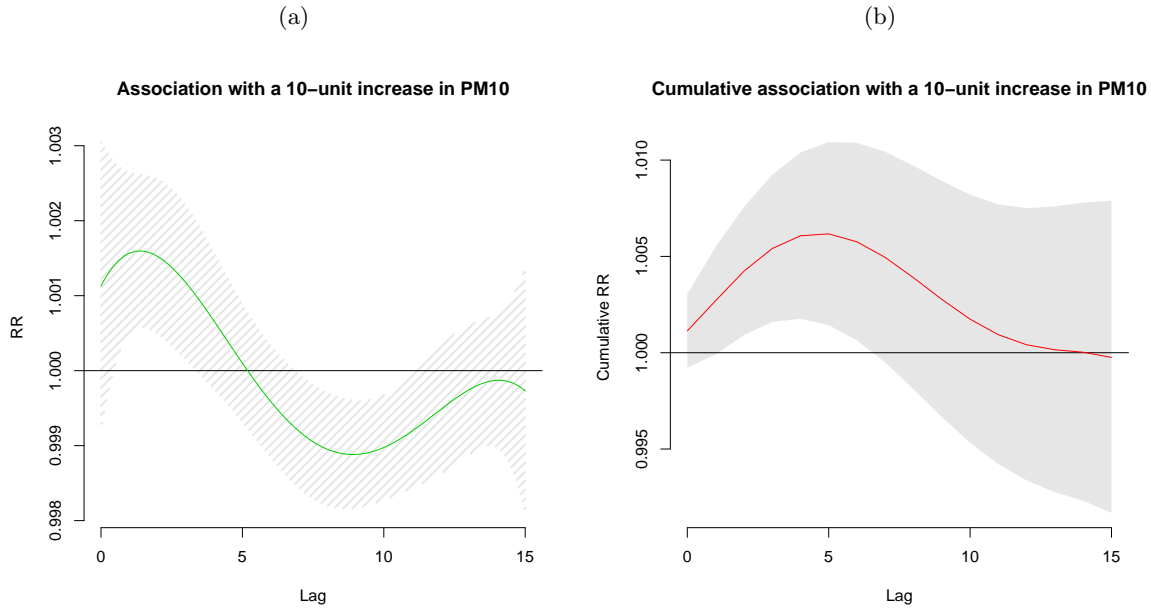 (a)
Association with a 10−unit increase in PM10
RR
1.003
1.002
1.001
1.000
0.999
0.998
0 5 10 15
Lag
(b)
Cumulative association with a 10−unit increase in PM10
Cumulative RR
1.010
1.005
1.000
0.995
0 5 10 15
Lag